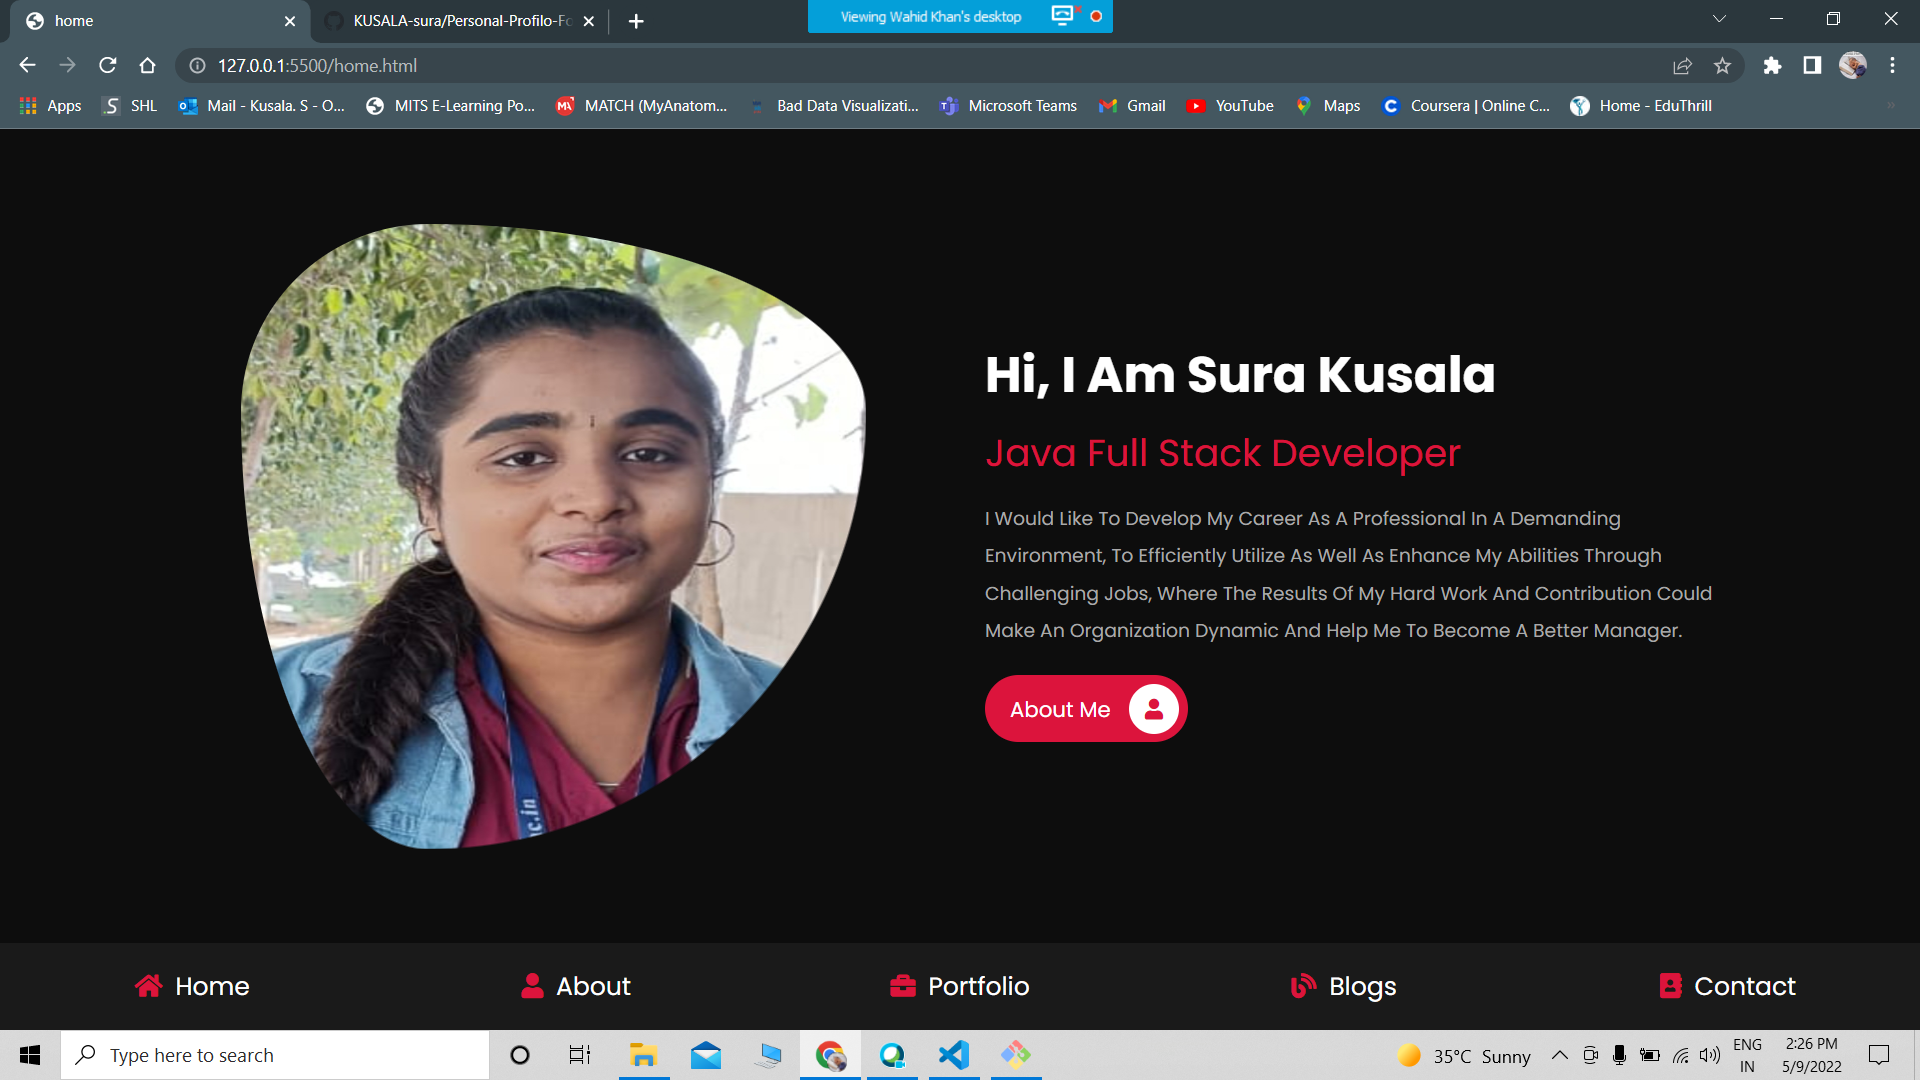 home
KUSALA-sura/Personal-Profilo-Fo
Viewing Wahid Khan's desktop
127.0.0.1:5500/home.html
Apps
SHL
Mail - Kusala. S - O...
MITS E-Learning Po...
MATCH (MyAnatom...
Bad Data Visualizati...
Microsoft Teams
Gmail
YouTube
Maps
Coursera | Online C...
Home - EduThrill
Hi, I Am Sura Kusala
Java Full Stack Developer
I Would Like To Develop My Career As A Professional In A Demanding
Environment, To Efficiently Utilize As Well As Enhance My Abilities Through
Challenging Jobs, Where The Results Of My Hard Work And Contribution Could
Make An Organization Dynamic And Help Me To Become A Better Manager.
About Me
Home
About
Portfolio
Blogs
Contact
Type here to search
35°C Sunny
ENG
IN
2:26 PM
5/9/2022